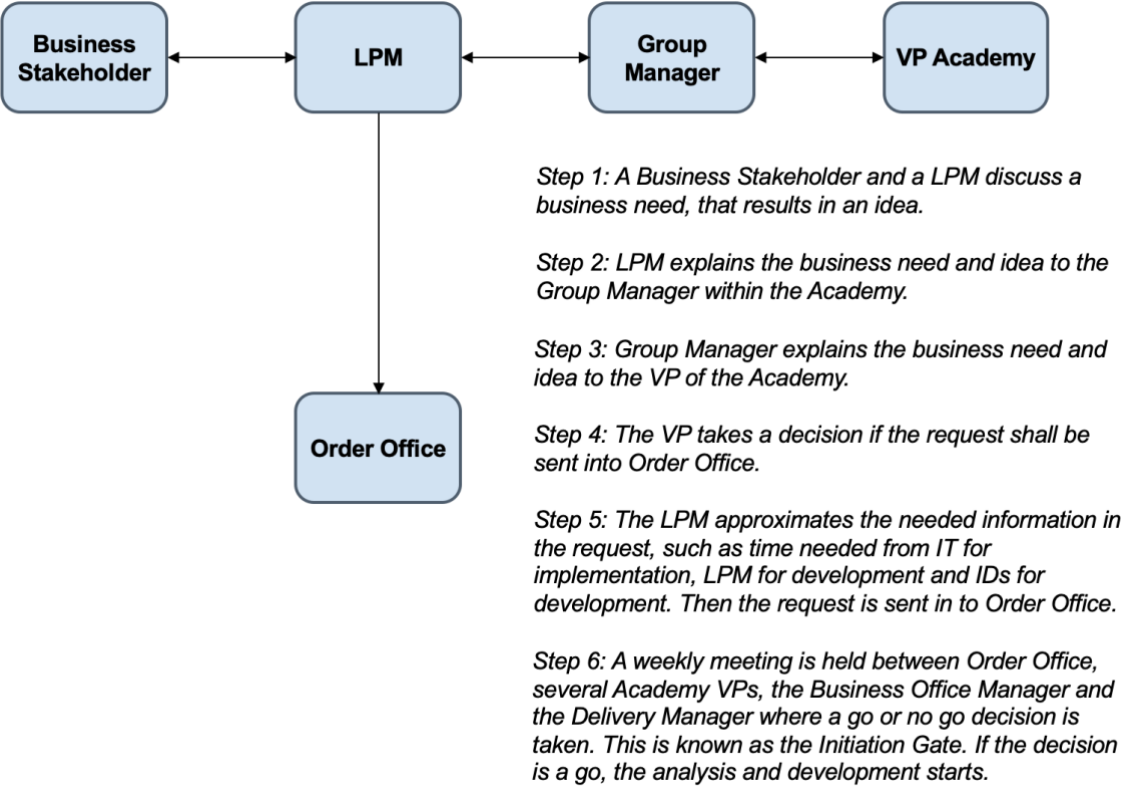 Business
Stakeholder
LPM
Group
Manager
VP Academy
Order Office
Step 1: A Business Stakeholder and a LPM discuss a
business need, that results in an idea.
Step 2: LPM explains the business need and idea to the
Group Manager within the Academy.
Step 3: Group Manager explains the business need and
idea to the VP of the Academy.
Step 4: The VP takes a decision if the request shall be
sent into Order Office.
Step 5: The LPM approximates the needed information in
the request, such as time needed from IT for
implementation, LPM for development and IDs for
development. Then the request is sent in to Order Office.
Step 6: A weekly meeting is held between Order Office,
several Academy VPs, the Business Office Manager and
the Delivery Manager where a go or no go decision is
taken. This is known as the Initiation Gate. If the decision
is a go, the analysis and development starts.